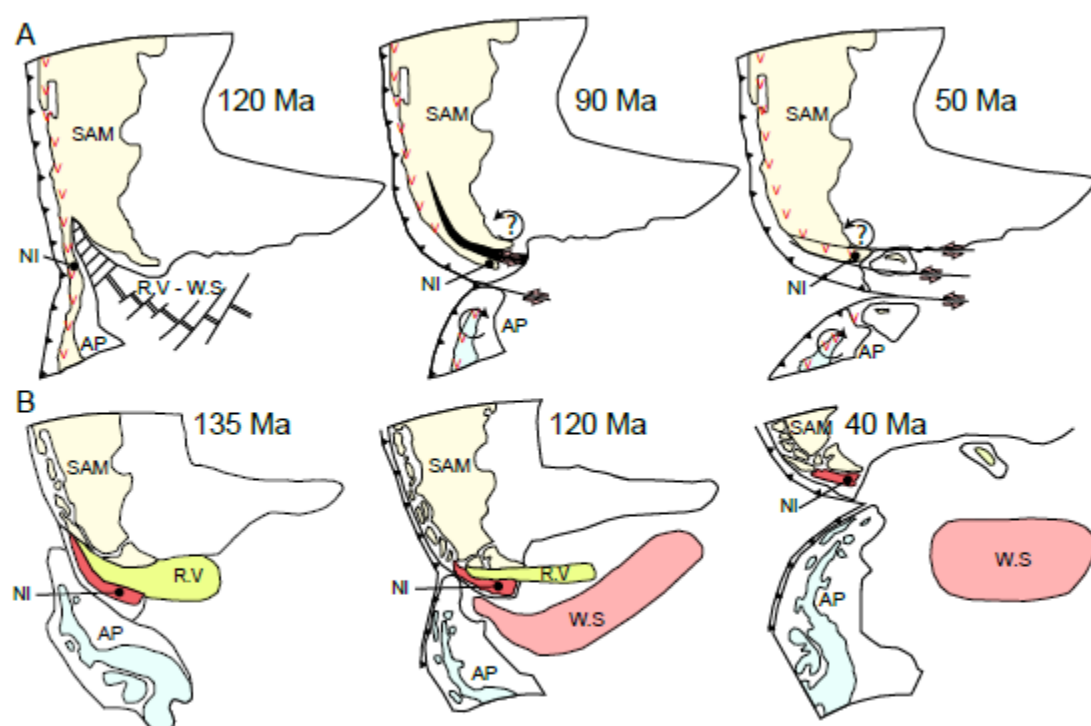 A
120 Ma
SAM
NI
R.V - W.S
AP
90 Ma
SAM
?
NI
AP
50 Ma
SAM
?
NI
AP
B
135 Ma
SAM
R.V
NI
AP
120 Ma
SAM
R.V
NI
W.S
AP
40 Ma
SAM
NI
W.S
AP